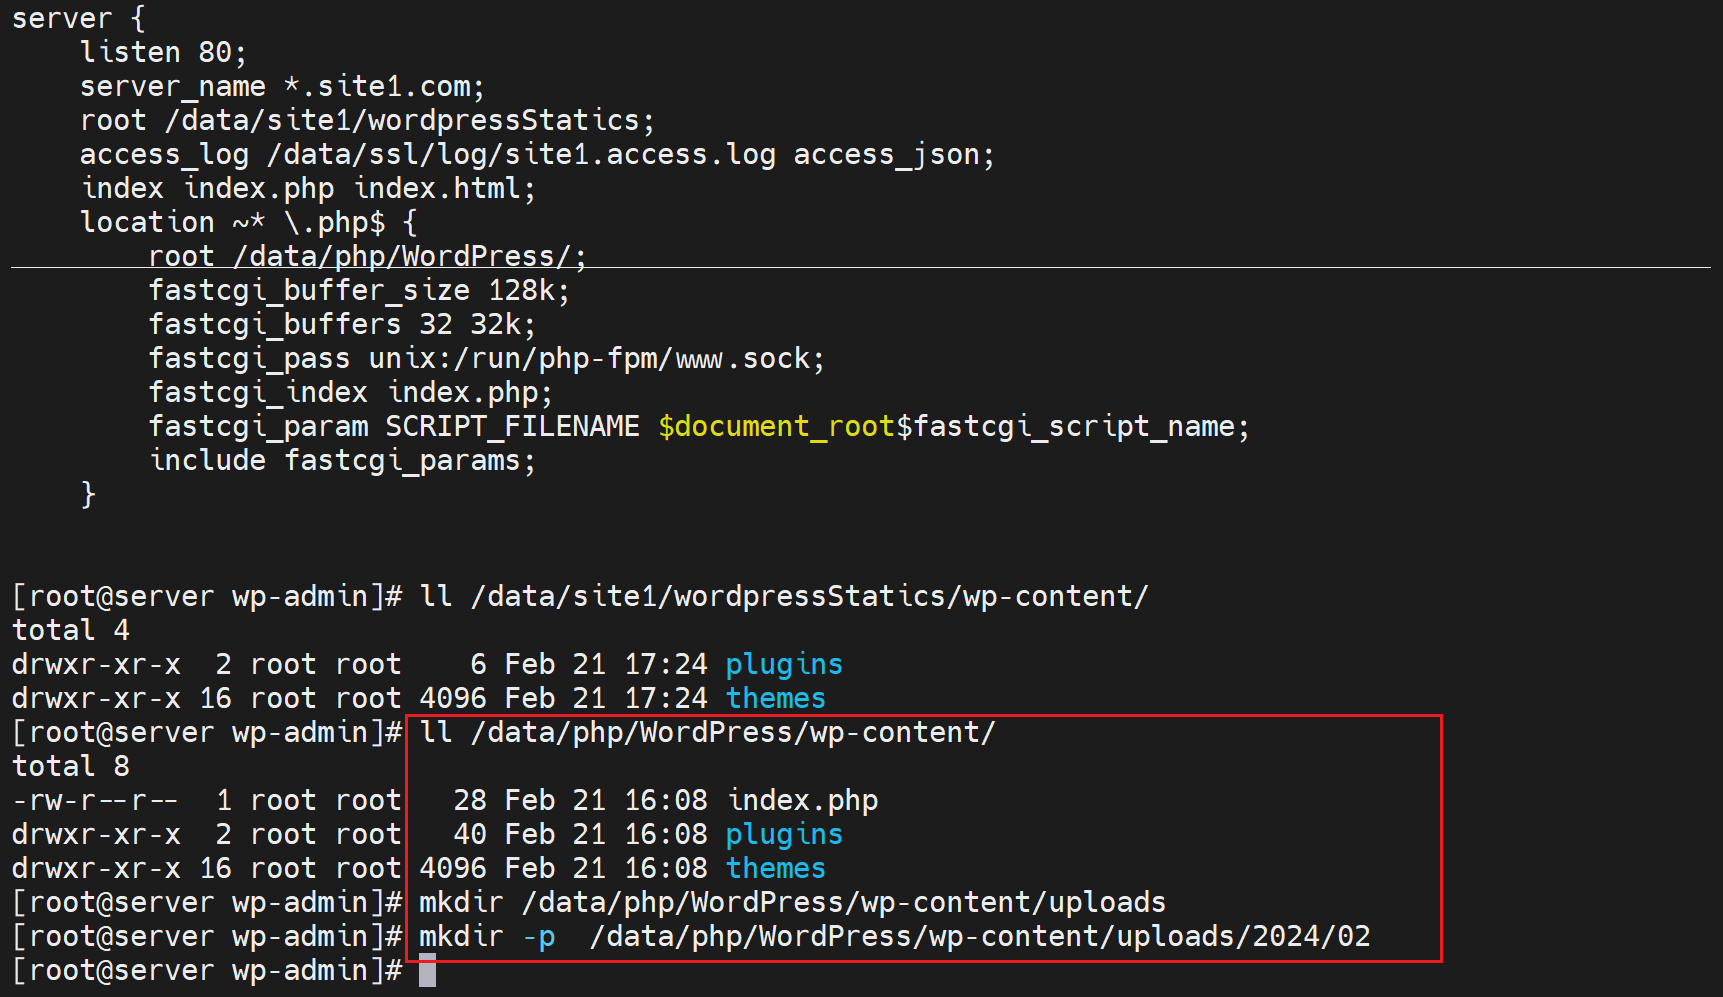 server {
    listen 80;
    server_name *.site1.com;
    root /data/site1/wordpressStatics;
    access_log /data/ssl/log/site1.access.log access_json;
    index index.php index.html;
    location ~* \.php$ {
        root /data/php/WordPress/;
        fastcgi_buffer_size 128k;
        fastcgi_buffers 32 32k;
        fastcgi_pass unix:/run/php-fpm/www.sock;
        fastcgi_index index.php;
        fastcgi_param SCRIPT_FILENAME $document_root$fastcgi_script_name;
        include fastcgi_params;
    }
[root@server wp-admin]# ll /data/site1/wordpressStatics/wp-content/
total 4
drwxr-xr-x  2 root root    6 Feb 21 17:24 plugins
drwxr-xr-x 16 root root 4096 Feb 21 17:24 themes
[root@server wp-admin]# ll /data/php/WordPress/wp-content/
total 8
-rw-r--r--  1 root root   28 Feb 21 16:08 index.php
drwxr-xr-x  2 root root   40 Feb 21 16:08 plugins
drwxr-xr-x 16 root root 4096 Feb 21 16:08 themes
[root@server wp-admin]# mkdir /data/php/WordPress/wp-content/uploads
[root@server wp-admin]# mkdir -p  /data/php/WordPress/wp-content/uploads/2024/02
[root@server wp-admin]#